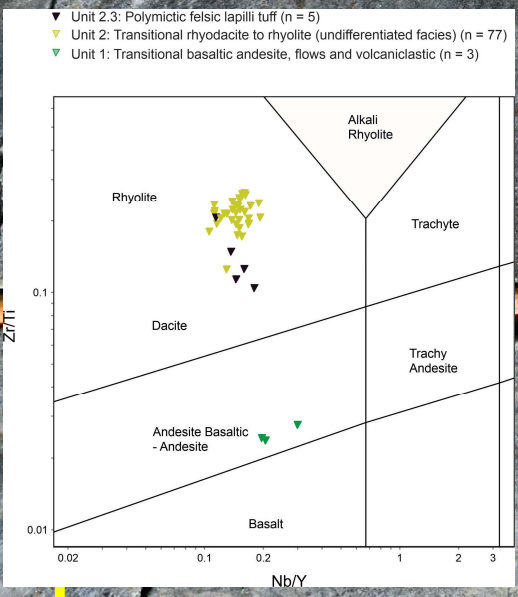 Unit 2.3: Polymictic felsic lapilli tuff (n = 5)
Unit 2: Transitional rhyodacite to rhyolite (undifferentiated facies) (n = 77)
Unit 1: Transitional basaltic andesite, flows and volcaniclastic (n = 3)
Alkali
Rhyolite
Rhyolite
Trachyte
0.1
Zr/Ti
Dacite
Trachy
Andesite
Andesite Basaltic
- Andesite
Basalt
0.01
0.02 0.1 0.2 1 2 3
Nb/Y